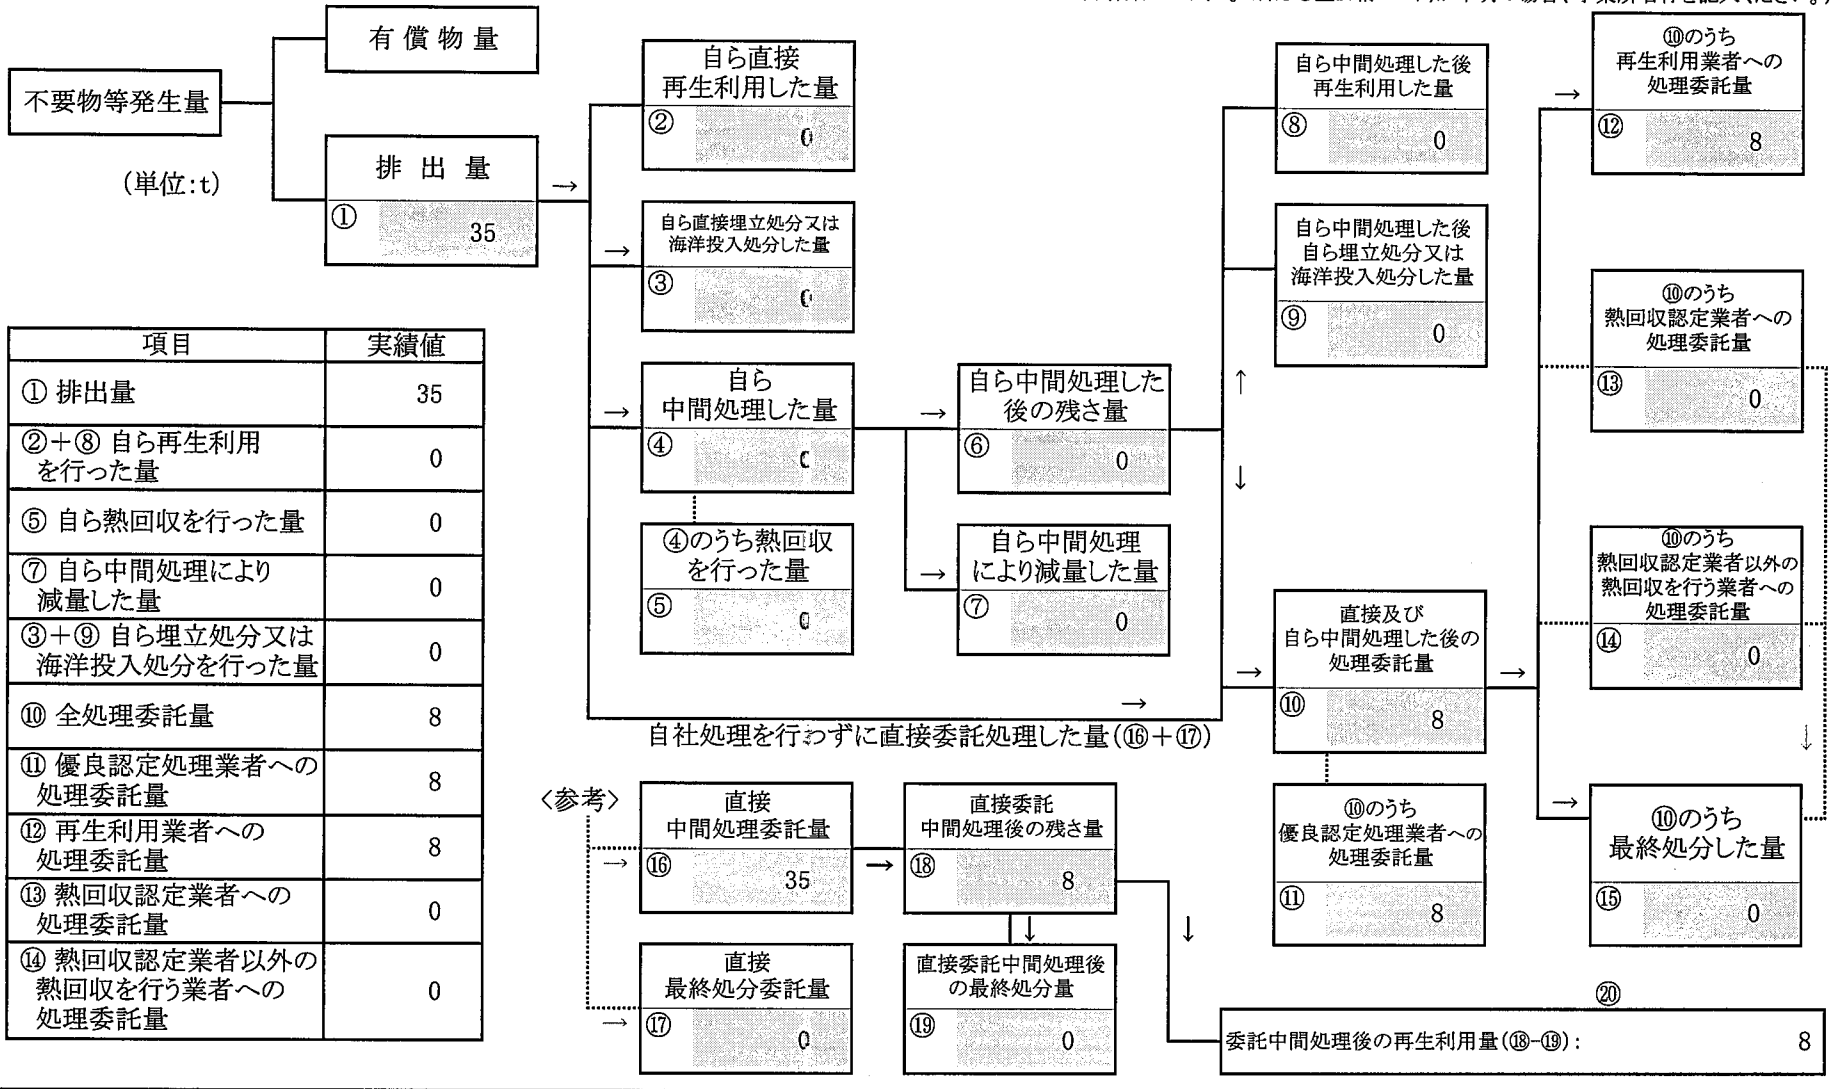 有償物量
不要物等発生量
(単位:t)
排出量
①
35
→
自ら直接
再生利用した量
②
0
→
自ら直接埋立処分又は
海洋投入処分した量
③
0
→
自ら
中間処理した量
④
0
④のうち熱回収
を行った量
⑤
0
→
自ら中間処理した
後の残さ量
⑥
0
→
自ら中間処理
により減量した量
⑦
0
↑
↓
自ら中間処理した後
再生利用した量
⑧
0
自ら中間処理した後
自ら埋立処分又は
海洋投入処分した量
⑨
0
→
自社処理を行わずに直接委託処理した量(⑯+⑰)
→
直接及び
自ら中間処理した後の
処理委託量
⑩
8
→
⑩のうち
優良認定処理業者への
処理委託量
⑪
8
→
⑩のうち
再生利用業者への
処理委託量
⑫
8
⑩のうち
熱回収認定業者への
処理委託量
⑬
0
⑩のうち
熱回収認定業者以外の
熱回収を行う業者への
処理委託量
⑭
0
↓
→
⑩のうち
最終処分した量
⑮
0
項目 実績値
① 排出量 35
②+⑧ 自ら再生利用
を行った量 0
⑤ 自ら熱回収を行った量 0
⑦ 自ら中間処理により
減量した量 0
③+⑨ 自ら埋立処分又は
海洋投入処分を行った量 0
⑩ 全処理委託量 8
⑪ 優良認定処理業者への
処理委託量 8
⑫ 再生利用業者への
処理委託量 8
⑬ 熱回収認定業者への
処理委託量 0
⑭ 熱回収認定業者以外の
熱回収を行う業者への
処理委託量 0
〈参考〉
→
直接
中間処理委託量
⑯
35
→
直接委託
中間処理後の残さ量
⑱
8
↓
↓
→
直接
最終処分委託量
⑰
0
直接委託中間処理後
の最終処分量
⑲
0
⑳
委託中間処理後の再生利用量(⑱-⑲): 8